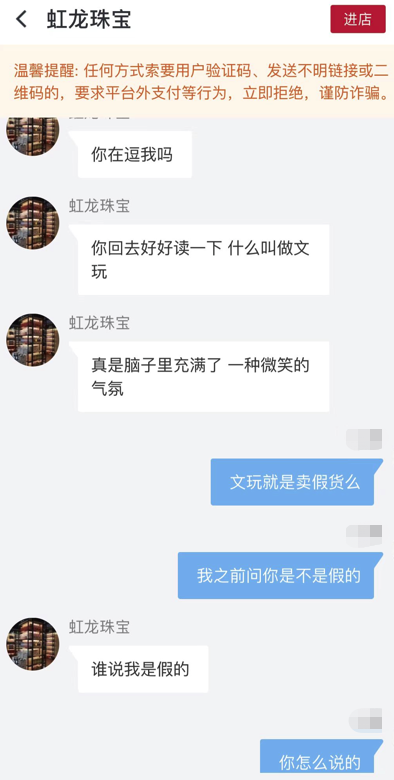 虹龙珠宝
进店
温馨提醒: 任何方式索要用户验证码、发送不明链接或二
维码的，要求平台外支付等行为，立即拒绝，谨防诈骗。
你在逗我吗
虹龙珠宝
你回去好好读一下 什么叫做文
玩
虹龙珠宝
真是脑子里充满了 一种微笑的
气氛
文玩就是卖假货么
我之前问你是不是假的
虹龙珠宝
谁说我是假的
你怎么说的